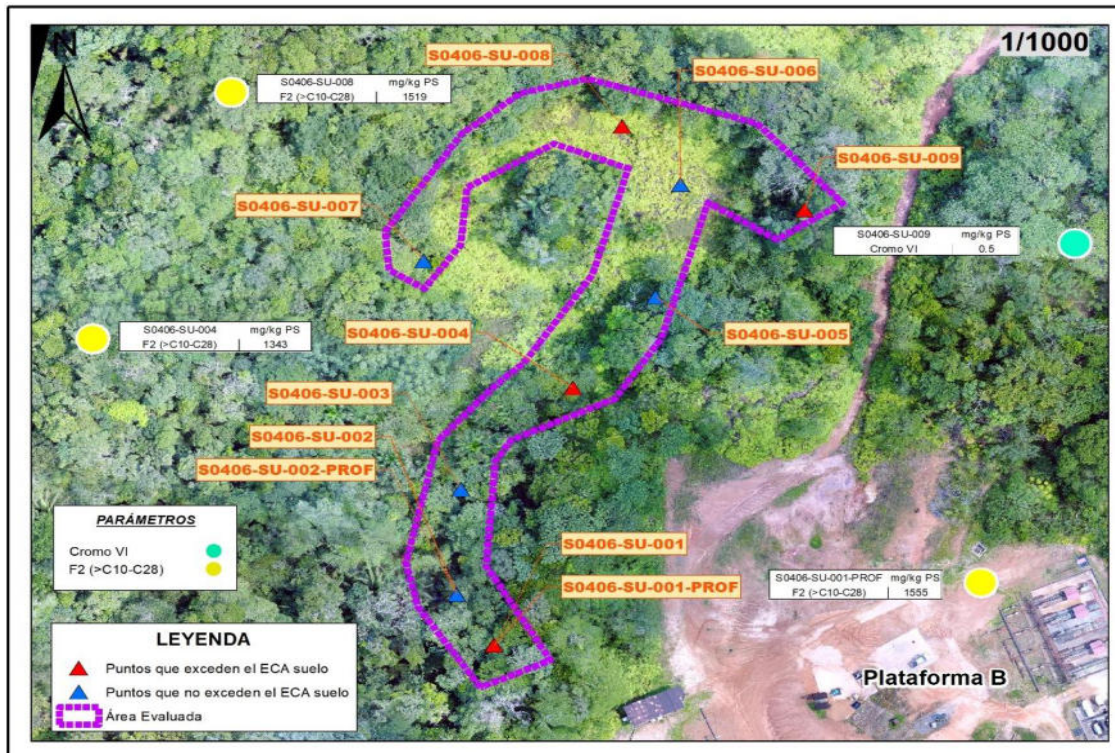 N
1/1000
S0406-SU-008
S0406-SU-006
S0406-SU-008 mg/kg PS
F2 (>C10-C28) 1519
S0406-SU-009
S0406-SU-007
S0406-SU-009 mg/kg PS
Cromo VI 0.5
S0406-SU-004 mg/kg PS
F2 (>C10-C28) 1343
S0406-SU-004
S0406-SU-005
S0406-SU-003
S0406-SU-002
S0406-SU-002-PROF
PARÁMETROS
Cromo VI
F2 (>C10-C28)
S0406-SU-001
S0406-SU-001-PROF
S0406-SU-001-PROF mg/kg PS
F2 (>C10-C28) 1555
LEYENDA
Puntos que exceden el ECA suelo
Puntos que no exceden el ECA suelo
Área Evaluada
Plataforma B